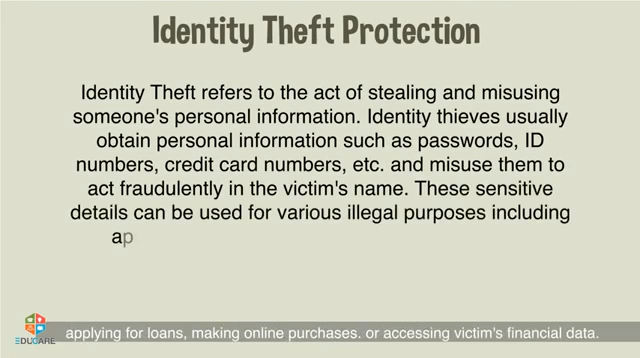 Identity Theft Protection
Identity Theft refers to the act of stealing and misusing
someone's personal information. Identity thieves usually
obtain personal information such as passwords, ID
numbers, credit card numbers, etc. and misuse them to
act fraudulently in the victim's name. These sensitive
details can be used for various illegal purposes including
ap
applying for loans, making online purchases. or accessing victim's financial data.
EDUCARE